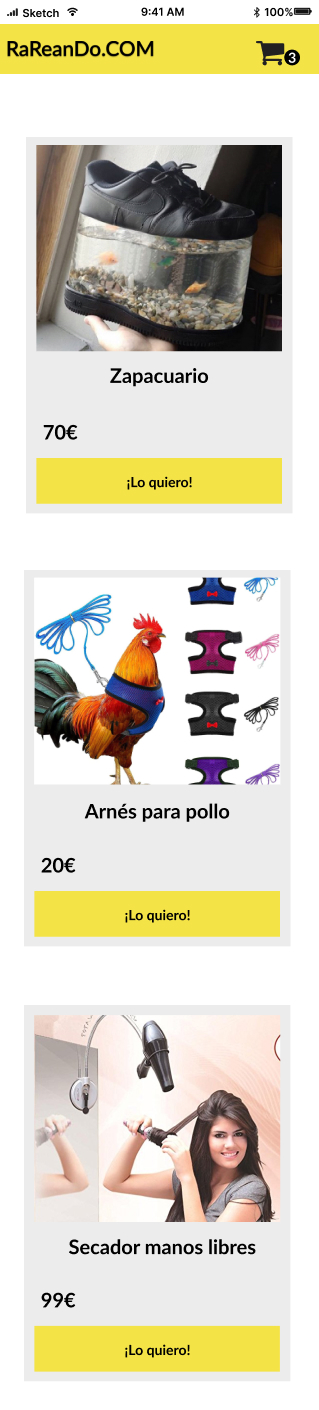 Sketch 9:41 AM 100%
RaReanDo.COM 3
Zapacuario
70€
¡Lo quiero!
Arnés para pollo
20€
¡Lo quiero!
Secador manos libres
99€
¡Lo quiero!